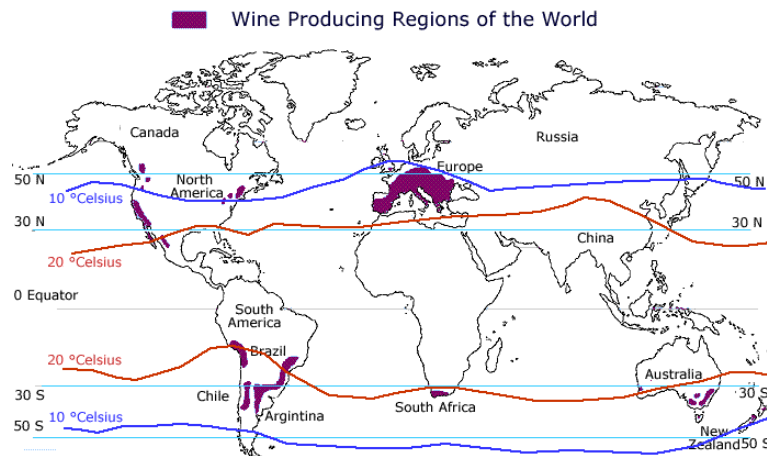 Wine Producing Regions of the World
Canada
Russia
North
America
Europe
50 N
50 N
10 °Celsius
30 N
30 N
20 °Celsius
China
0 Equator
South
America
Brazil
20 °Celsius
Australia
30 S
Chile
Argintina
South Africa
30 S
10 °Celsius
50 S
New
Zealand
50 S